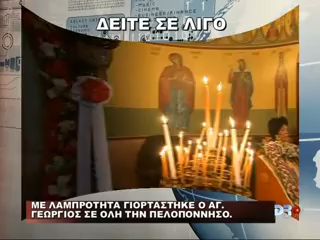 ΔΕΙΤΕ ΣΕ ΛΙΓΟ
ΜΕ ΛΑΜΠΡΟΤΗΤΑ ΓΙΟΡΤΑΣΤΗΚΕ Ο ΑΓ.
ΓΕΩΡΓΙΟΣ ΣΕ ΟΛΗ ΤΗΝ ΠΕΛΟΠΟΝΝΗΣΟ.